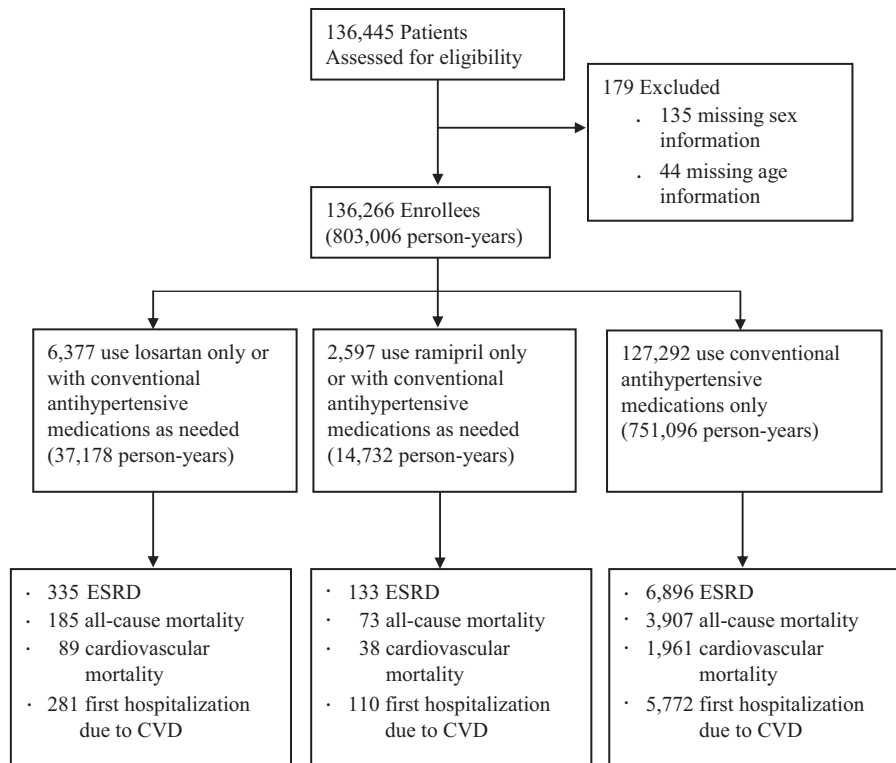 136,445 Patients
Assessed for eligibility
179 Excluded
. 135 missing sex
information
. 44 missing age
information
136,266 Enrollees
(803,006 person-years)
6,377 use losartan only or
with conventional
antihypertensive
medications as needed
(37,178 person-years)
2,597 use ramipril only
or with conventional
antihypertensive
medications as needed
(14,732 person-years)
127,292 use conventional
antihypertensive
medications only
(751,096 person-years)
· 335 ESRD
· 185 all-cause mortality
· 89 cardiovascular
mortality
· 281 first hospitalization
due to CVD
· 133 ESRD
· 73 all-cause mortality
· 38 cardiovascular
mortality
· 110 first hospitalization
due to CVD
· 6,896 ESRD
· 3,907 all-cause mortality
· 1,961 cardiovascular
mortality
· 5,772 first hospitalization
due to CVD